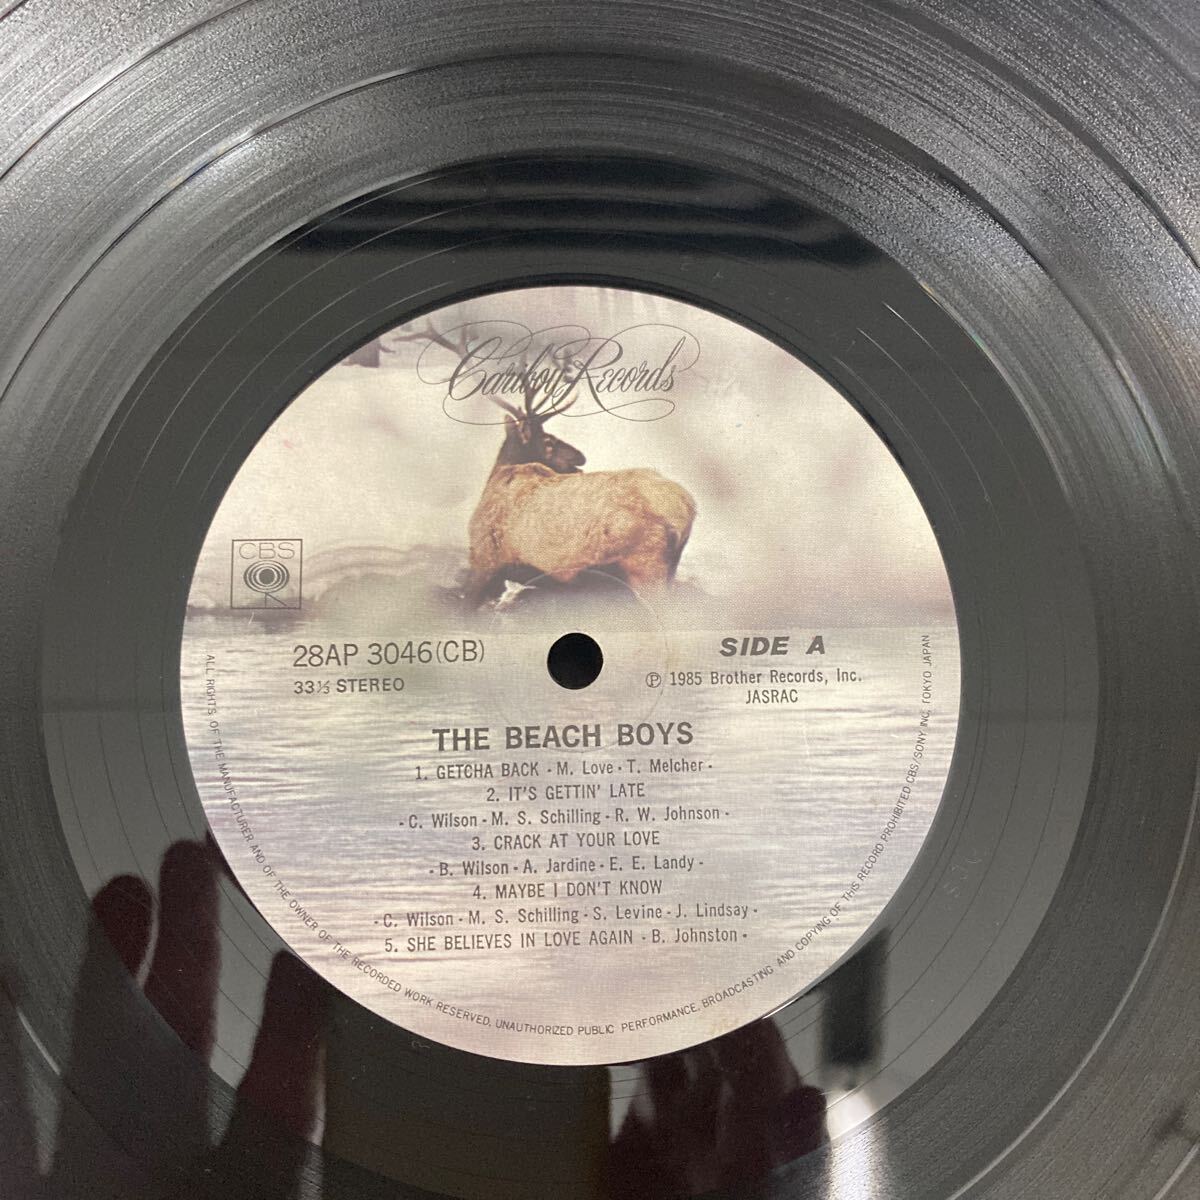 Caribou Records
CBS
28AP 3046(CB)
33⅓ STEREO
SIDE A
Ⓟ 1985 Brother Records, Inc.
JASRAC
THE BEACH BOYS
1. GETCHA BACK - M. Love - T. Melcher -
2. IT'S GETTIN' LATE
- C. Wilson - M. S. Schilling - R. W. Johnson -
3. CRACK AT YOUR LOVE
- B. Wilson - A. Jardine - E. E. Landy -
4. MAYBE I DON'T KNOW
- C. Wilson - M. S. Schilling - S. Levine - J. Lindsay -
5. SHE BELIEVES IN LOVE AGAIN - B. Johnston -
ALL RIGHTS OF THE MANUFACTURER AND OF THE OWNER OF THE RECORDED WORK RESERVED, UNAUTHORIZED PUBLIC PERFORMANCE, BROADCASTING AND COPYING OF THIS RECORD PROHIBITED CBS/SONY INC. TOKYO JAPAN